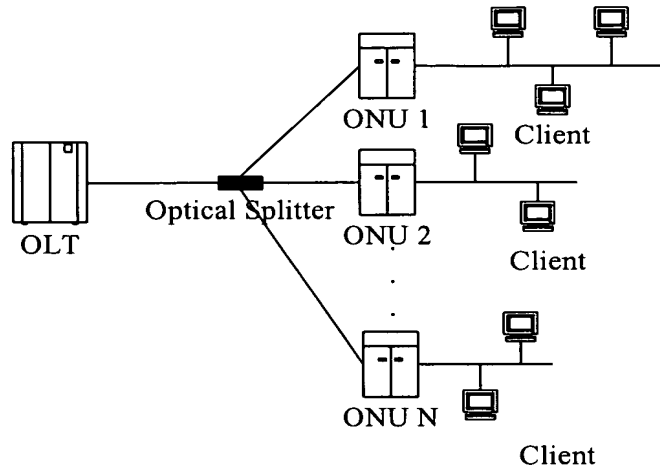 ONU 1
Client
Optical Splitter
OLT
ONU 2
Client
ONU N
Client